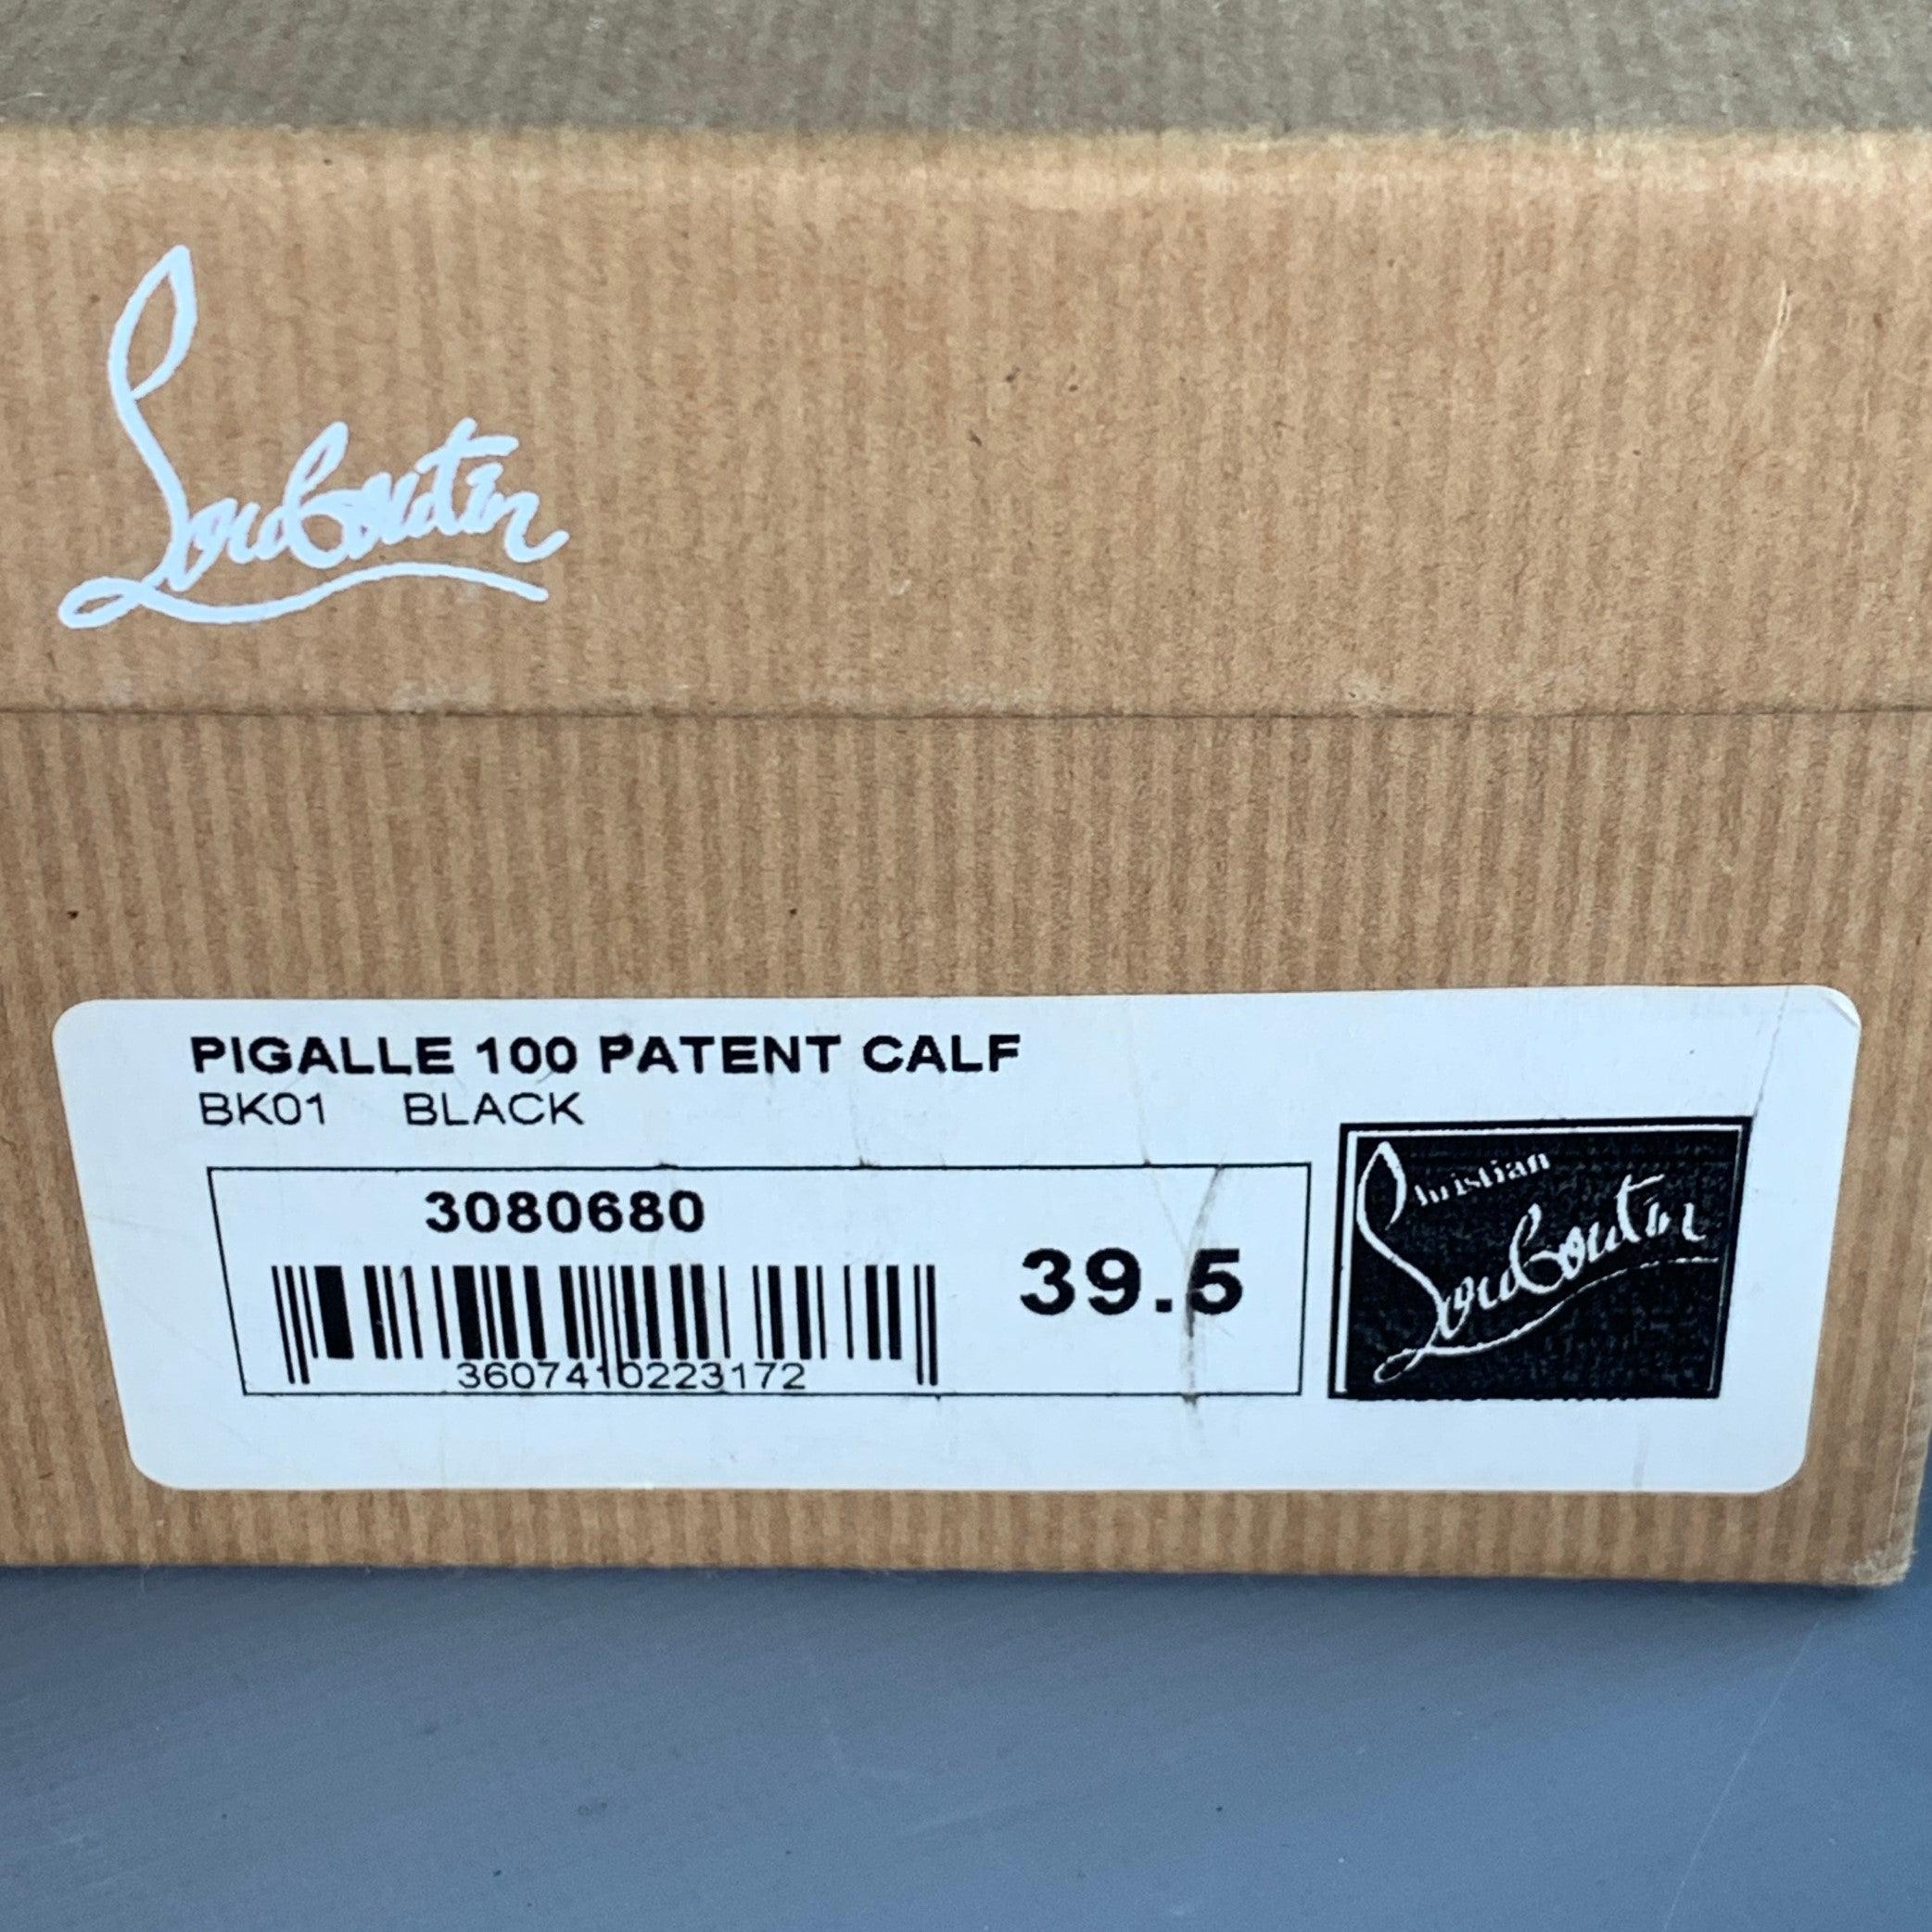 Louboutin
PIGALLE 100 PATENT CALF
BK01 BLACK
3080680
39.5
3607410223172
Christian
Louboutin